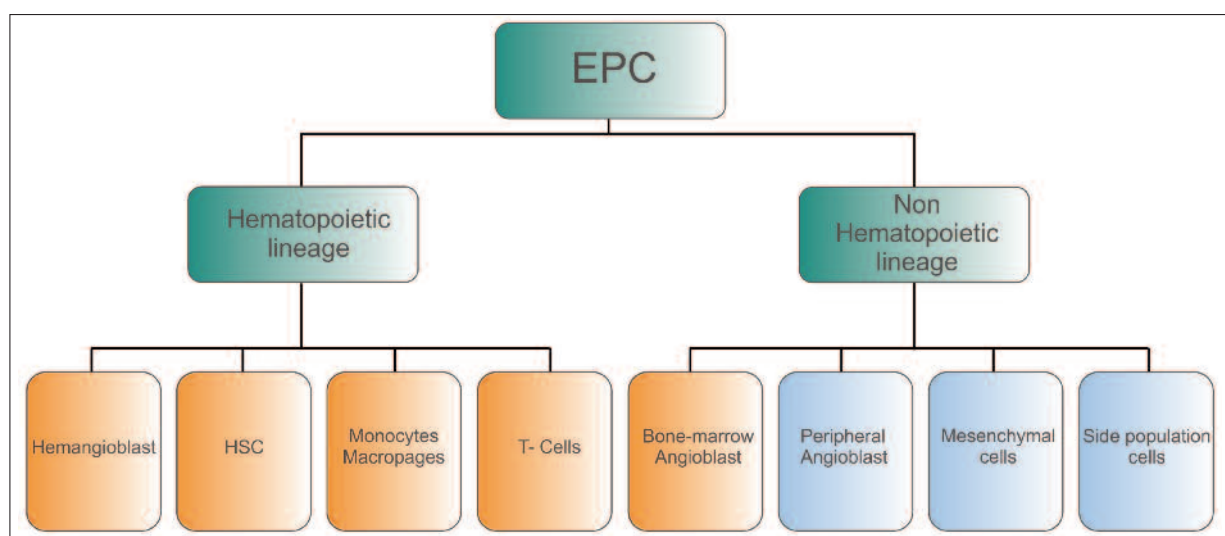 EPC
Hematopoietic
lineage
Non
Hematopoietic
lineage
Hemangioblast
HSC
Monocytes
Macropages
T- Cells
Bone-marrow
Angioblast
Peripheral
Angioblast
Mesenchymal
cells
Side population
cells